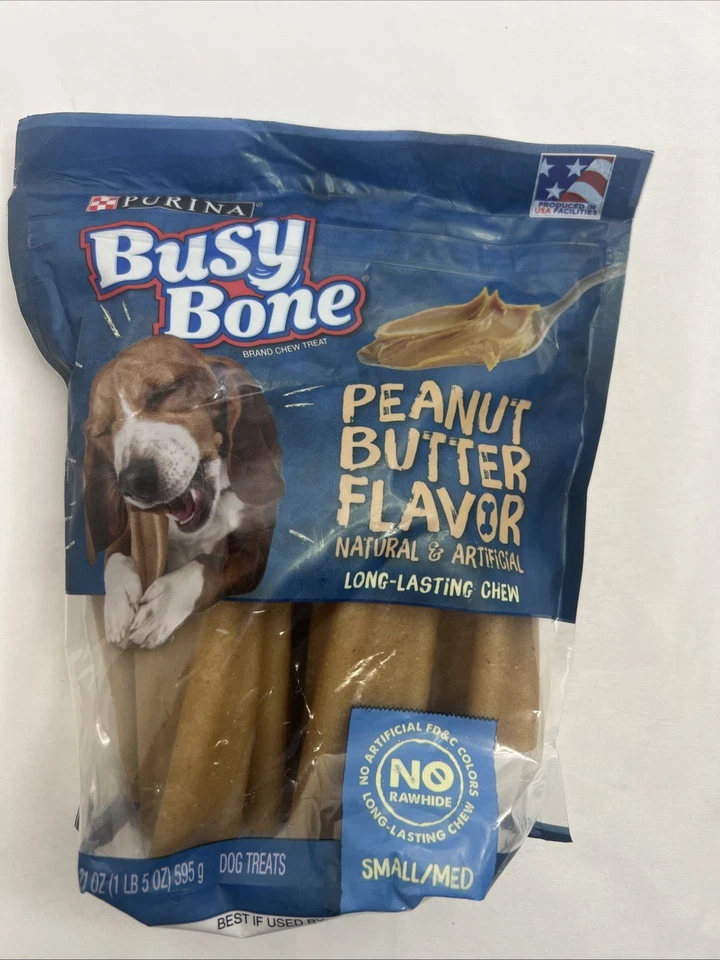 PURINA
PRODUCED IN
USA FACILITIES
Busy
Bone®
BRAND CHEW TREAT
PEANUT
BUTTER
FLAVOR
NATURAL & ARTIFICIAL
LONG-LASTING CHEW
NO ARTIFICIAL FD&C COLORS
NO
RAWHIDE
LONG-LASTING CHEW
SMALL/MED
21 OZ (1 LB 5 OZ) 595 g DOG TREATS
BEST IF USED BY